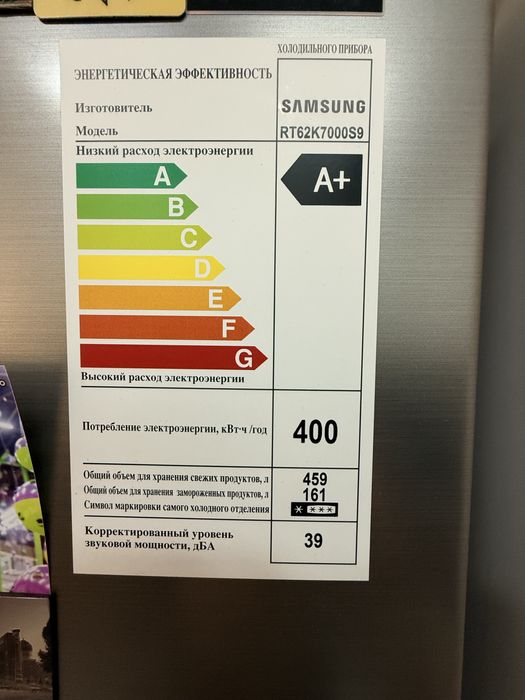 ХОЛОДИЛЬНОГО ПРИБОРА
ЭНЕРГЕТИЧЕСКАЯ ЭФФЕКТИВНОСТЬ
Изготовитель SAMSUNG
Модель RT62K7000S9
Низкий расход электроэнергии
A A+
B
C
D
E
F
G
Высокий расход электроэнергии
Потребление электроэнергии, кВт·ч /год 400
Общий объем для хранения свежих продуктов, л 459
Общий объем для хранения замороженных продуктов, л 161
Символ маркировки самого холодного отделения
Корректированный уровень
звуковой мощности, дБА 39